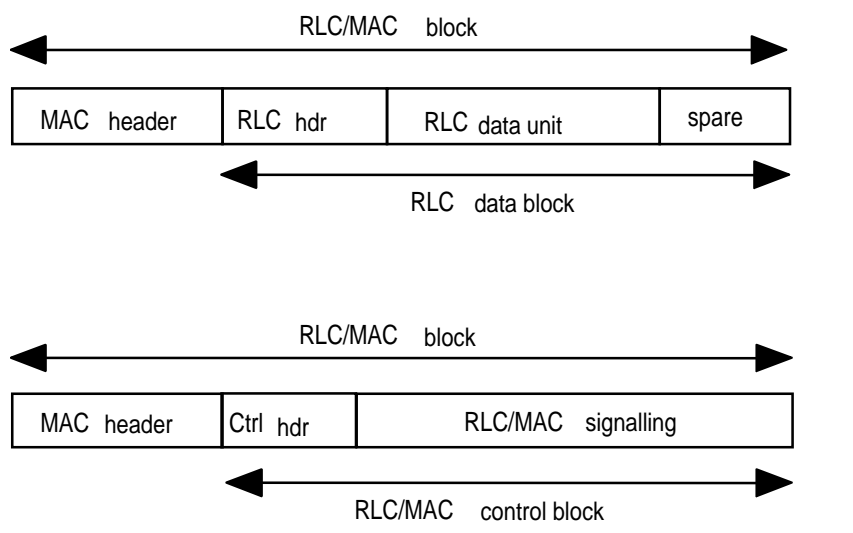 RLC/MAC block
MAC header RLC hdr RLC data unit spare
RLC data block
RLC/MAC block
MAC header Ctrl hdr RLC/MAC signalling
RLC/MAC control block